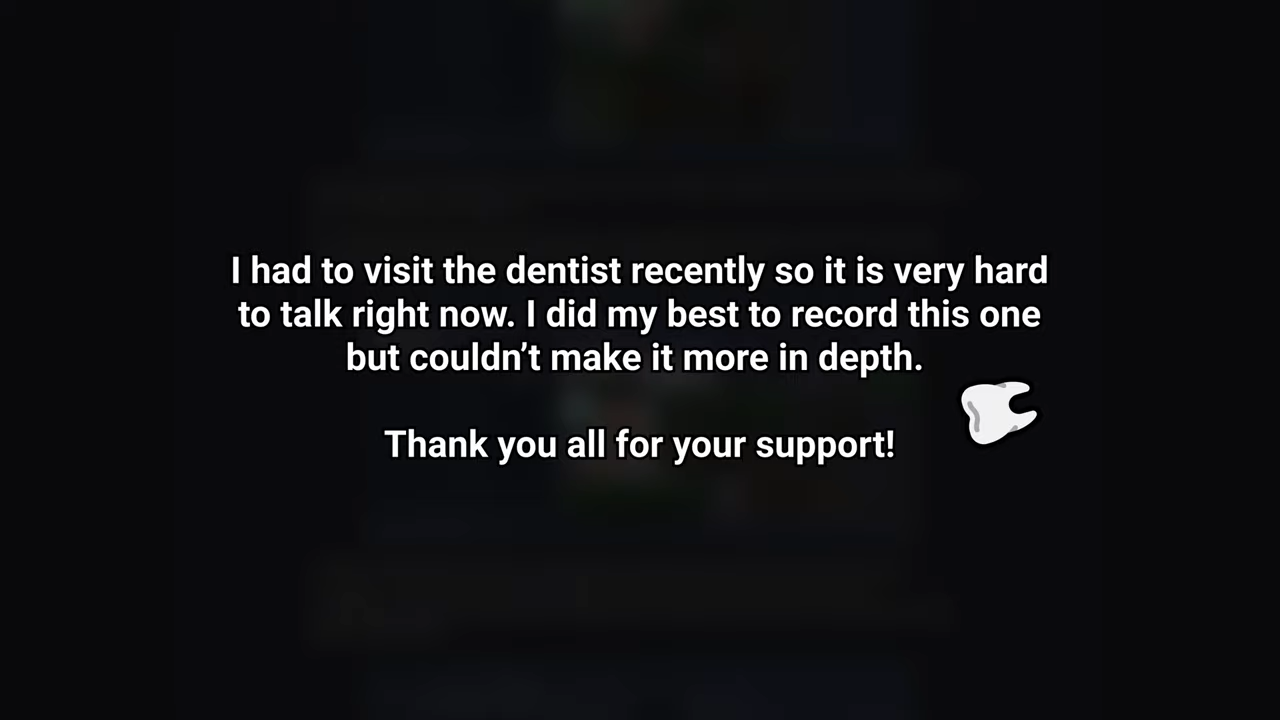 I had to visit the dentist recently so it is very hard
to talk right now. I did my best to record this one
but couldn’t make it more in depth.
Thank you all for your support!